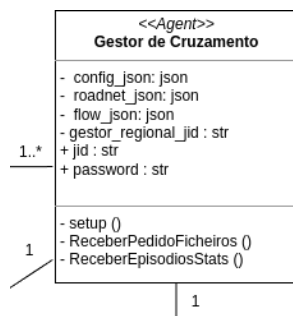 <<Agent>>
Gestor de Cruzamento
- config_json: json
- roadnet_json: json
- flow_json: json
- gestor_regional_jid : str
+ jid : str
+ password : str
1..*
- setup ()
- ReceberPedidoFicheiros ()
- ReceberEpisodiosStats ()
1
1